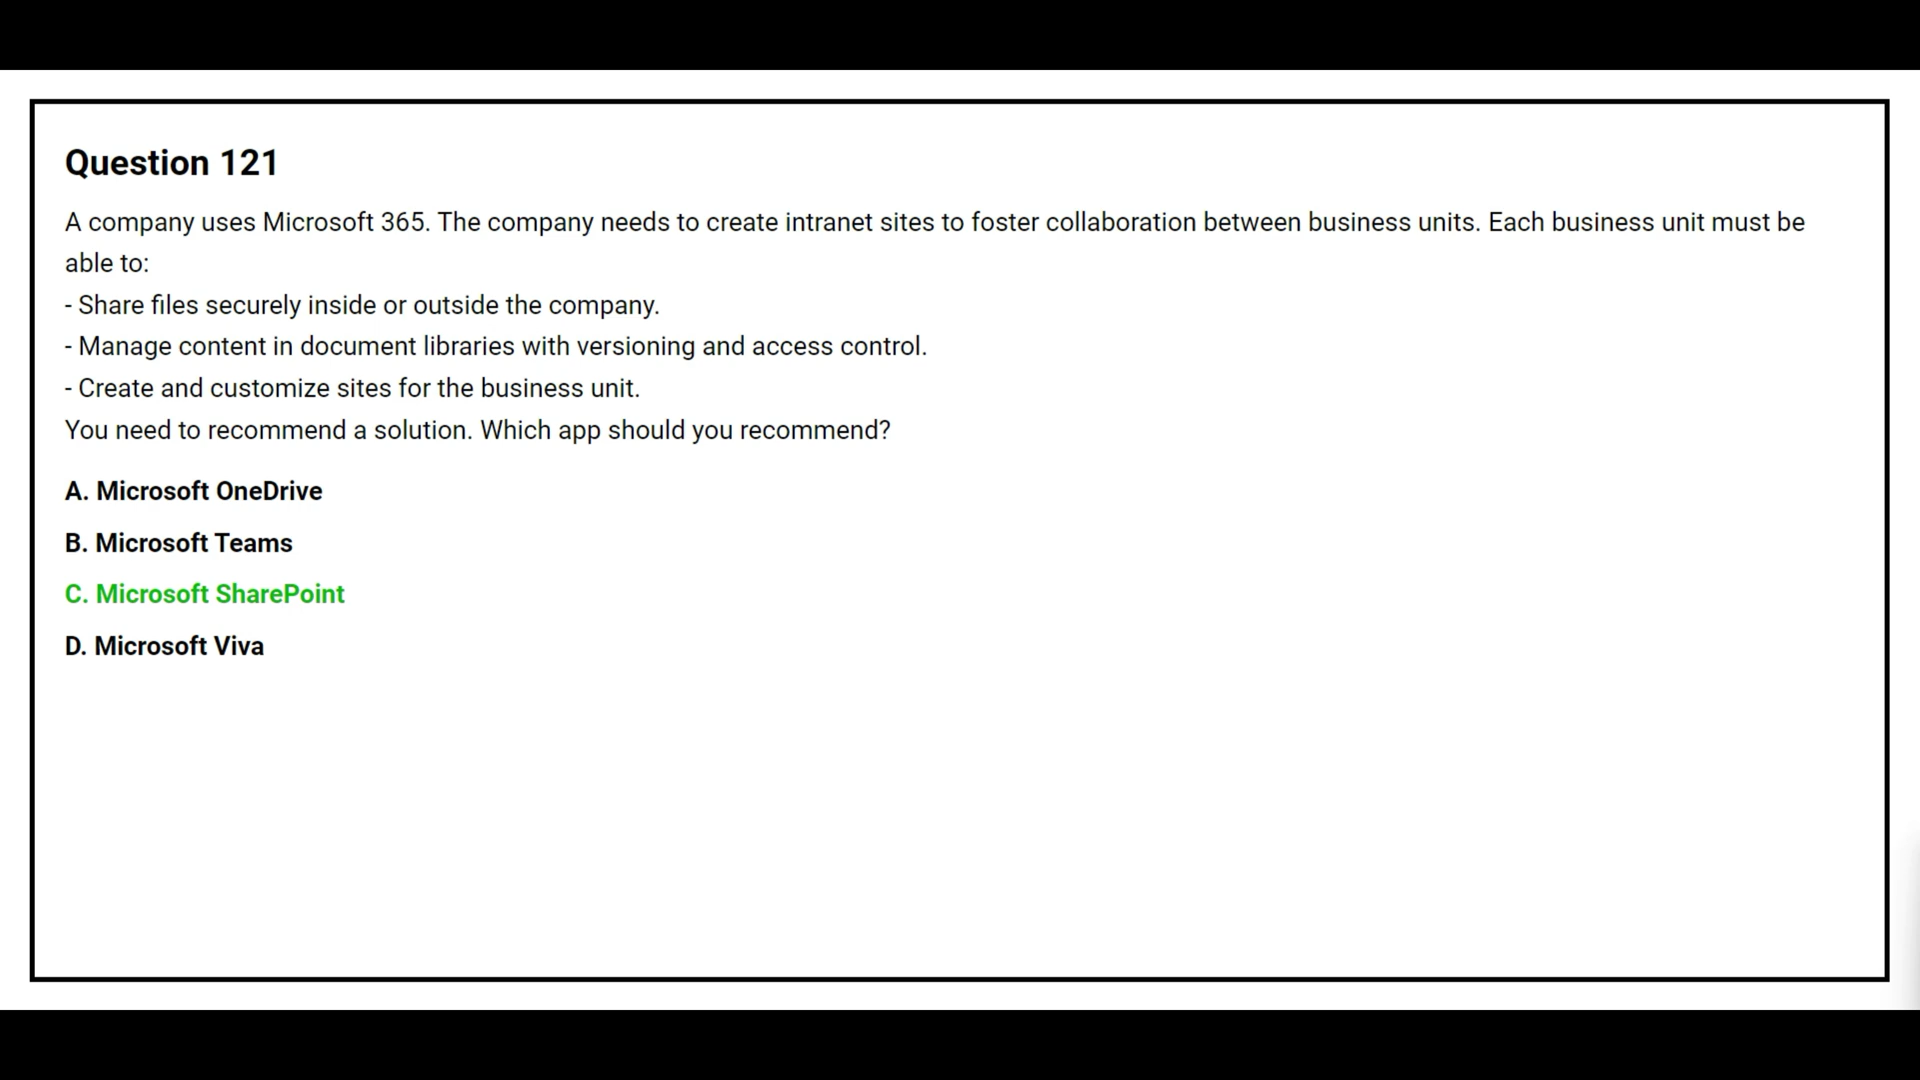 Question 121
A company uses Microsoft 365. The company needs to create intranet sites to foster collaboration between business units. Each business unit must be
able to:
- Share files securely inside or outside the company.
- Manage content in document libraries with versioning and access control.
- Create and customize sites for the business unit.
You need to recommend a solution. Which app should you recommend?
A. Microsoft OneDrive
B. Microsoft Teams
C. Microsoft SharePoint
D. Microsoft Viva